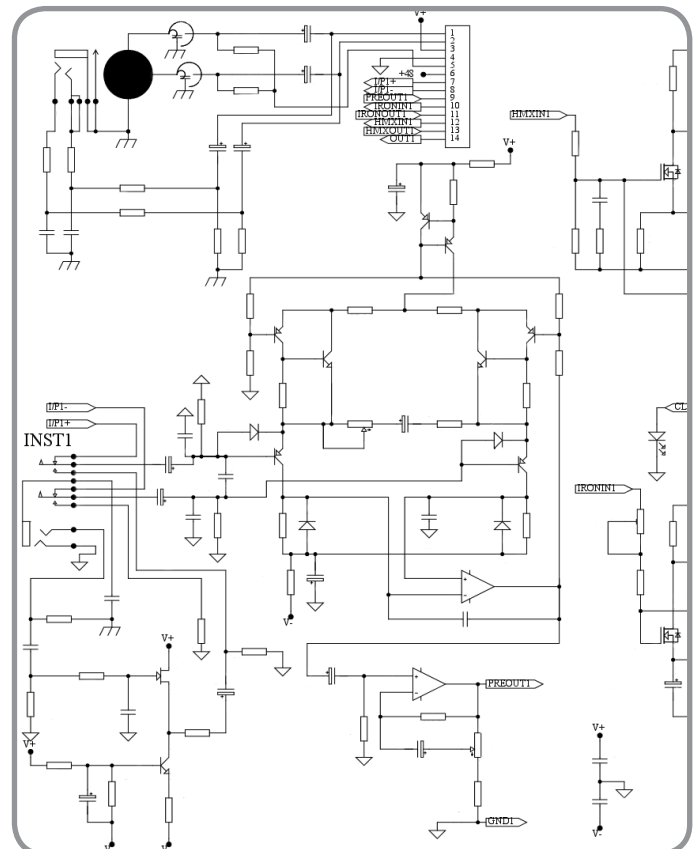 V+
1
2
3
4
5
6
7
8
9
10
11
12
13
14
+48
I/P1+
I/P1-
PREOUT1
IRONIN1
IRONOUT1
HMXIN1
HMXOUT1
OUT1
HMXIN1
V+
I/P1-
I/P1+
INST1
CL
IRONIN1
+
-
V-
V+
+
-
PREOUT1
V+
V+
GND1
V-